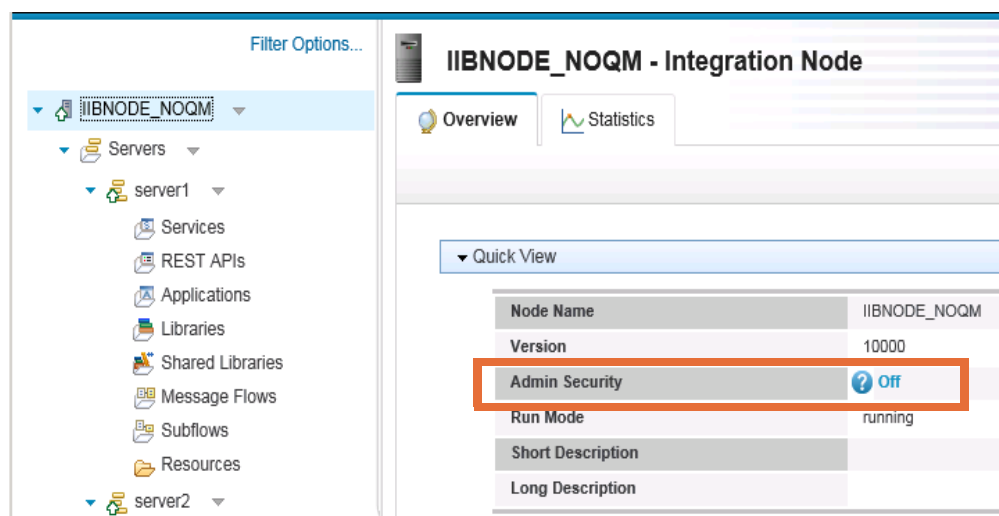 Filter Options...
IIBNODE_NOQM
Servers
server1
Services
REST APIs
Applications
Libraries
Shared Libraries
Message Flows
Subflows
Resources
server2
IIBNODE_NOQM - Integration Node
Overview
Statistics
Quick View
Node Name IIBNODE_NOQM
Version 10000
Admin Security ? Off
Run Mode running
Short Description
Long Description